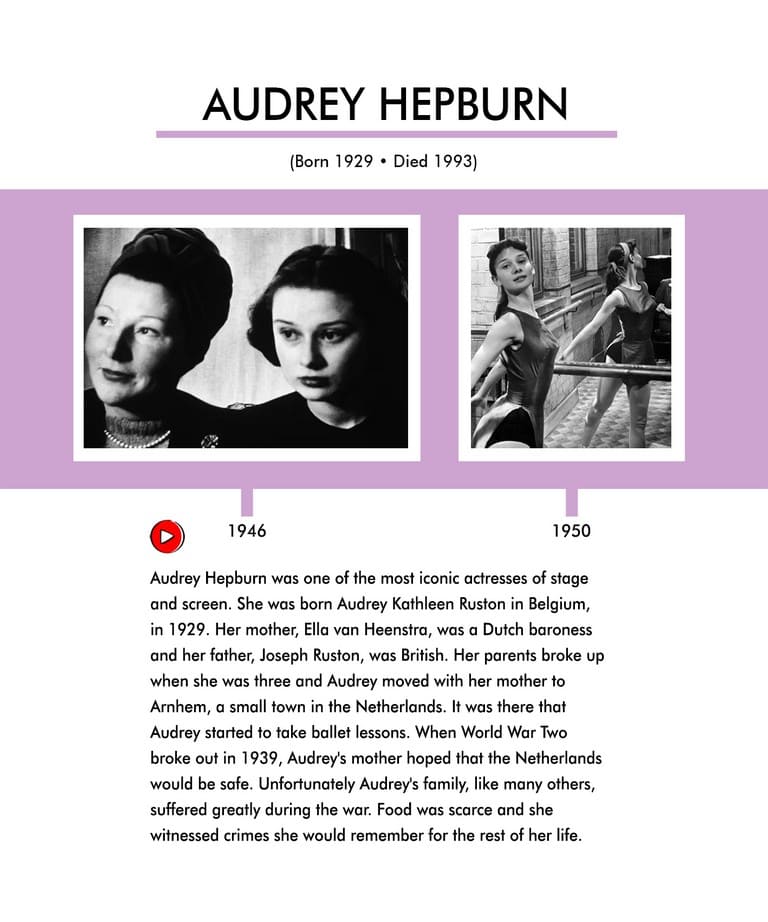 AUDREY HEPBURN
(Born 1929 • Died 1993)
1946
1950
Audrey Hepburn was one of the most iconic actresses of stage
and screen. She was born Audrey Kathleen Ruston in Belgium,
in 1929. Her mother, Ella van Heenstra, was a Dutch baroness
and her father, Joseph Ruston, was British. Her parents broke up
when she was three and Audrey moved with her mother to
Arnhem, a small town in the Netherlands. It was there that
Audrey started to take ballet lessons. When World War Two
broke out in 1939, Audrey's mother hoped that the Netherlands
would be safe. Unfortunately Audrey's family, like many others,
suffered greatly during the war. Food was scarce and she
witnessed crimes she would remember for the rest of her life.